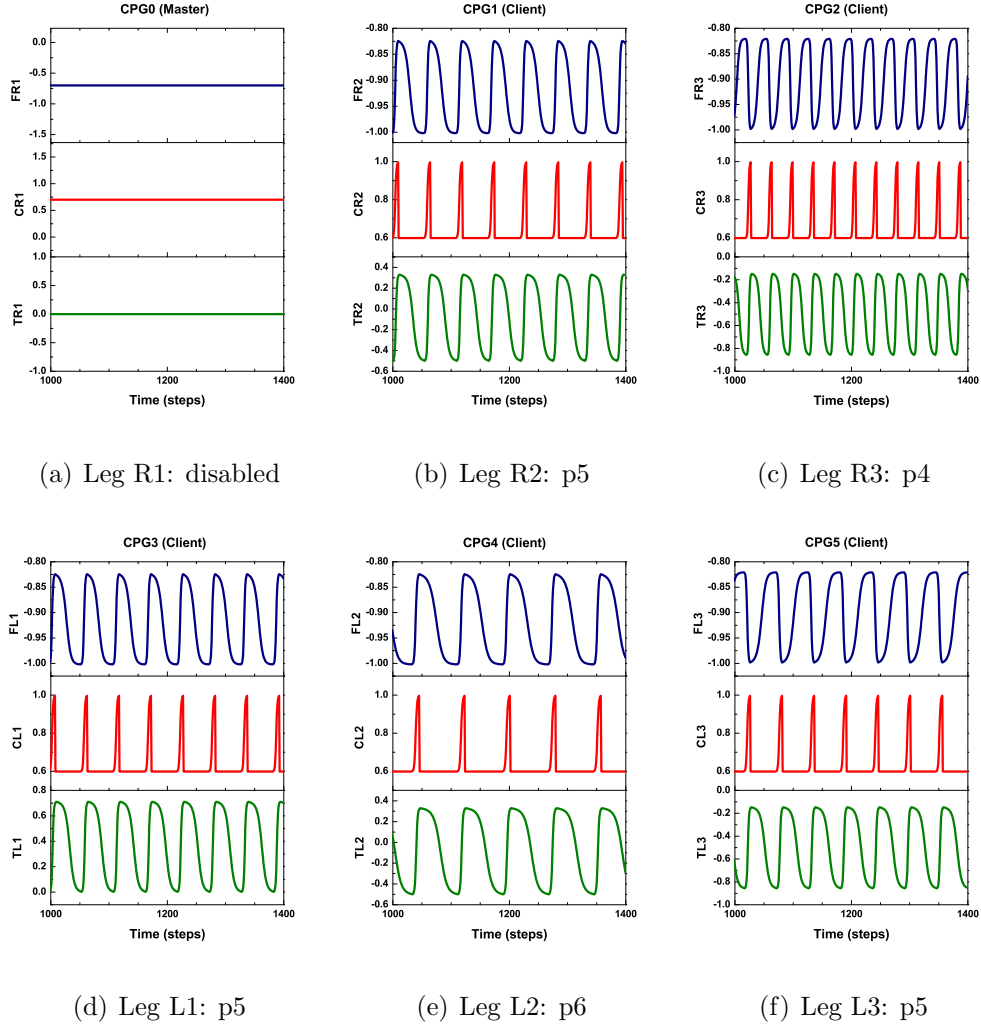 CPG0 (Master)
CPG1 (Client)
CPG2 (Client)
FR1
0.0
-0.5
-1.0
-1.5
CR1
1.5
1.0
0.5
0.0
TR1
1.0
0.5
0.0
-0.5
-1.0
1000
1200
1400
Time (steps)
FR2
-0.80
-0.85
-0.90
-0.95
-1.00
CR2
1.0
0.8
0.6
TR2
0.4
0.2
0.0
-0.2
-0.4
-0.6
1000
1200
1400
Time (steps)
FR3
-0.80
-0.85
-0.90
-0.95
-1.00
CR3
1.0
0.8
0.6
TR3
0.0
-0.2
-0.4
-0.6
-0.8
-1.0
1000
1200
1400
Time (steps)
(a) Leg R1: disabled
(b) Leg R2: p5
(c) Leg R3: p4
CPG3 (Client)
CPG4 (Client)
CPG5 (Client)
FL1
-0.80
-0.85
-0.90
-0.95
-1.00
CL1
1.0
0.8
0.6
TL1
0.8
0.6
0.4
0.2
0.0
1000
1200
1400
Time (steps)
FL2
-0.80
-0.85
-0.90
-0.95
-1.00
CL2
1.0
0.8
0.6
TL2
0.4
0.2
0.0
-0.2
-0.4
-0.6
1000
1200
1400
Time (steps)
FL3
-0.80
-0.85
-0.90
-0.95
-1.00
CL3
1.0
0.8
0.6
TL3
0.0
-0.2
-0.4
-0.6
-0.8
-1.0
1000
1200
1400
Time (steps)
(d) Leg L1: p5
(e) Leg L2: p6
(f) Leg L3: p5